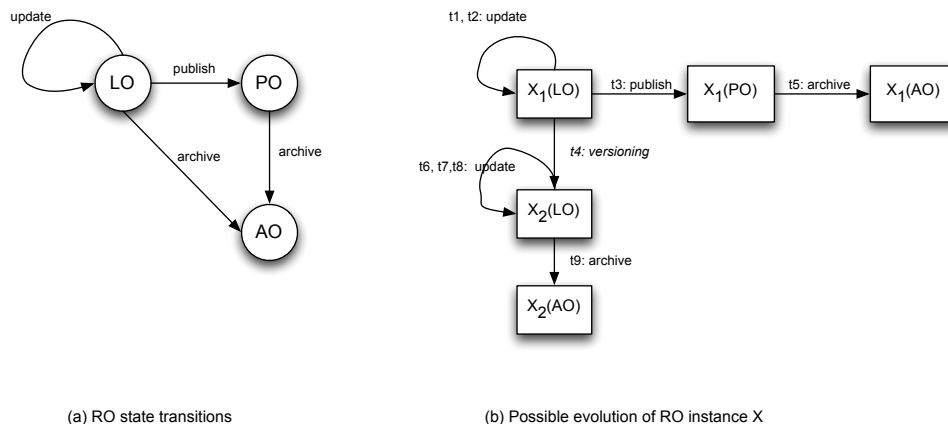 update
LO
publish
PO
archive
archive
AO
(a) RO state transitions
t1, t2: update
X1(LO)
t3: publish
X1(PO)
t5: archive
X1(AO)
t4: versioning
t6, t7,t8: update
X2(LO)
t9: archive
X2(AO)
(b) Possible evolution of RO instance X